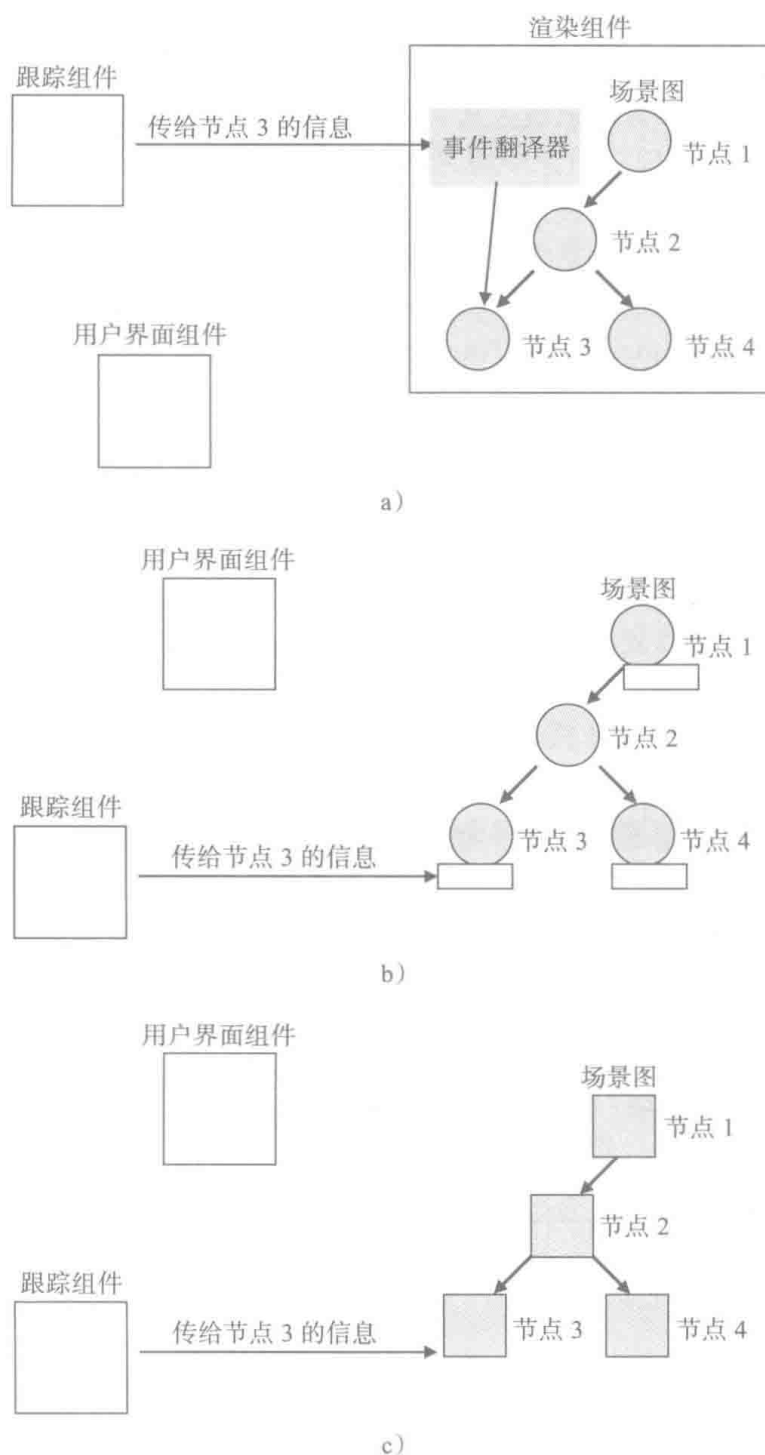 渲染组件
跟踪组件
场景图
传给节点 3 的信息
事件翻译器
节点 1
节点 2
用户界面组件
节点 3
节点 4
a）
用户界面组件
场景图
节点 1
节点 2
跟踪组件
节点 3
节点 4
传给节点 3 的信息
b）
用户界面组件
场景图
节点 1
节点 2
跟踪组件
传给节点 3 的信息
节点 3
节点 4
c）